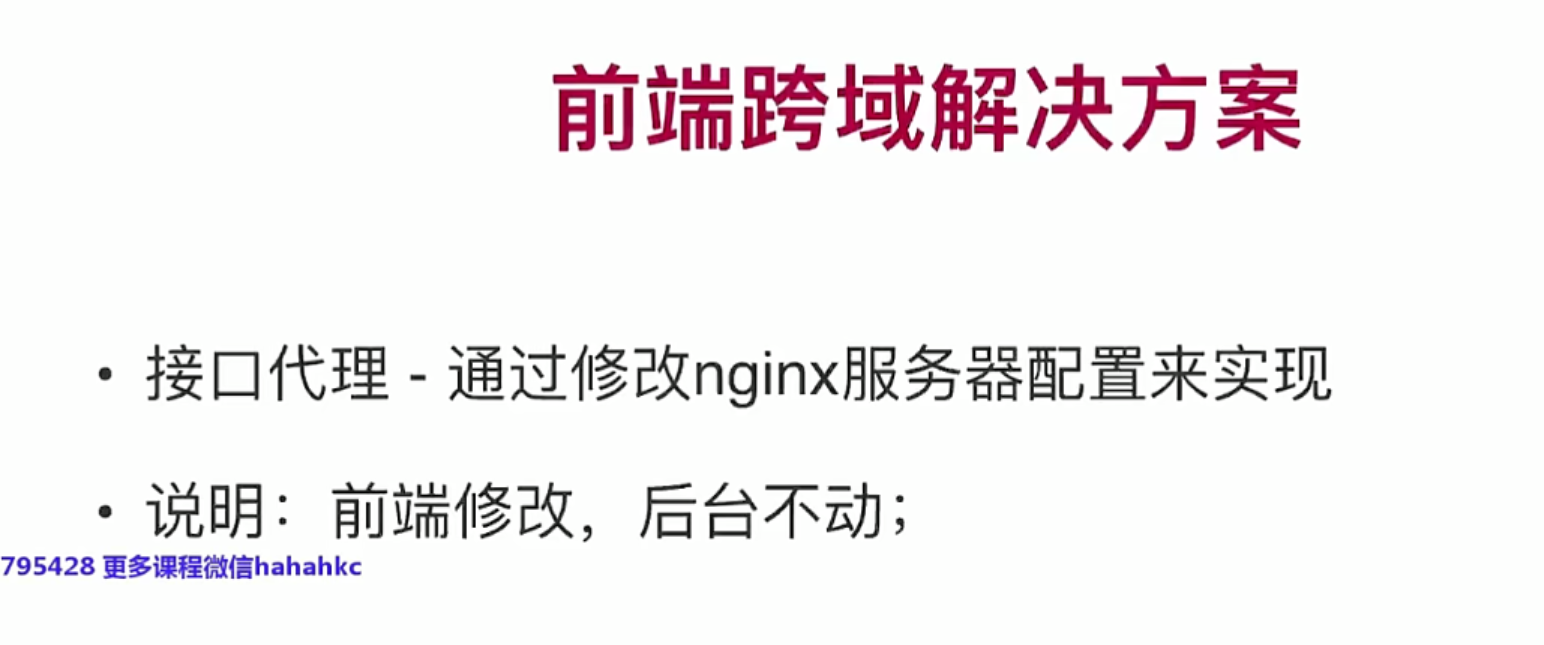 前端跨域解决方案
• 接口代理 - 通过修改nginx服务器配置来实现
• 说明：前端修改，后台不动；
795428 更多课程微信hahahkc